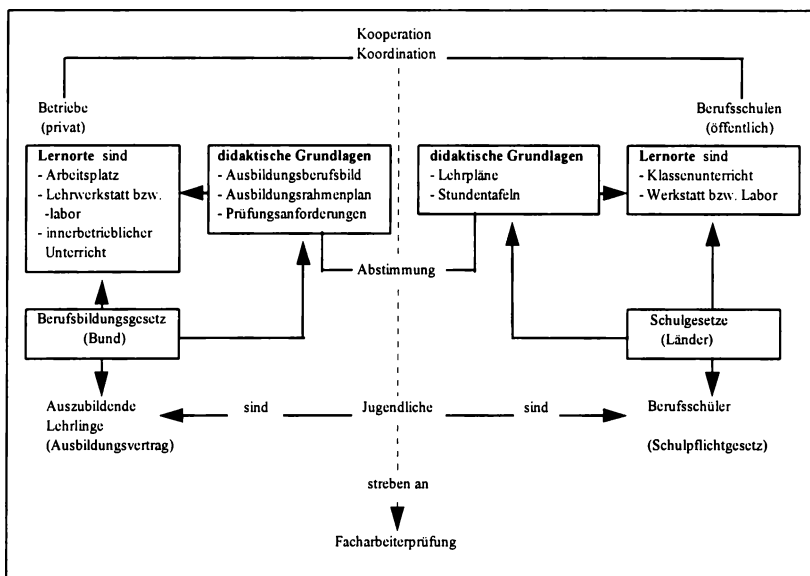 Kooperation
Koordination
Betriebe
(privat)
Berufsschulen
(öffentlich)
Lernorte sind
- Arbeitsplatz
- Lehrwerkstatt bzw.
-labor
- innerbetrieblicher
Unterricht
didaktische Grundlagen
- Ausbildungsberufsbild
- Ausbildungsrahmenplan
- Prüfungsanforderungen
didaktische Grundlagen
- Lehrpläne
- Stundentafeln
Lernorte sind
- Klassenunterricht
- Werkstatt bzw. Labor
Abstimmung
Berufsbildungsgesetz
(Bund)
Schulgesetze
(Länder)
Auszubildende
Lehrlinge
(Ausbildungsvertrag)
sind
Jugendliche
sind
Berufsschüler
(Schulpflichtgesetz)
streben an
Facharbeiterprüfung